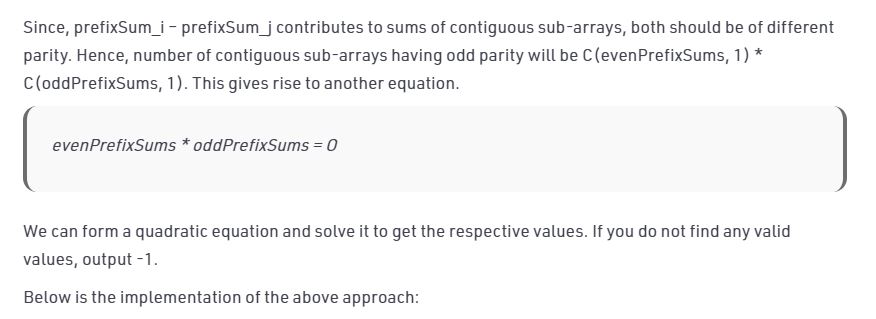 Since, prefixSum_i – prefixSum_j contributes to sums of contiguous sub-arrays, both should be of different
parity. Hence, number of contiguous sub-arrays having odd parity will be C(evenPrefixSums, 1) *
C(oddPrefixSums, 1). This gives rise to another equation.
evenPrefixSums * oddPrefixSums = O
We can form a quadratic equation and solve it to get the respective values. If you do not find any valid
values, output -1.
Below is the implementation of the above approach: